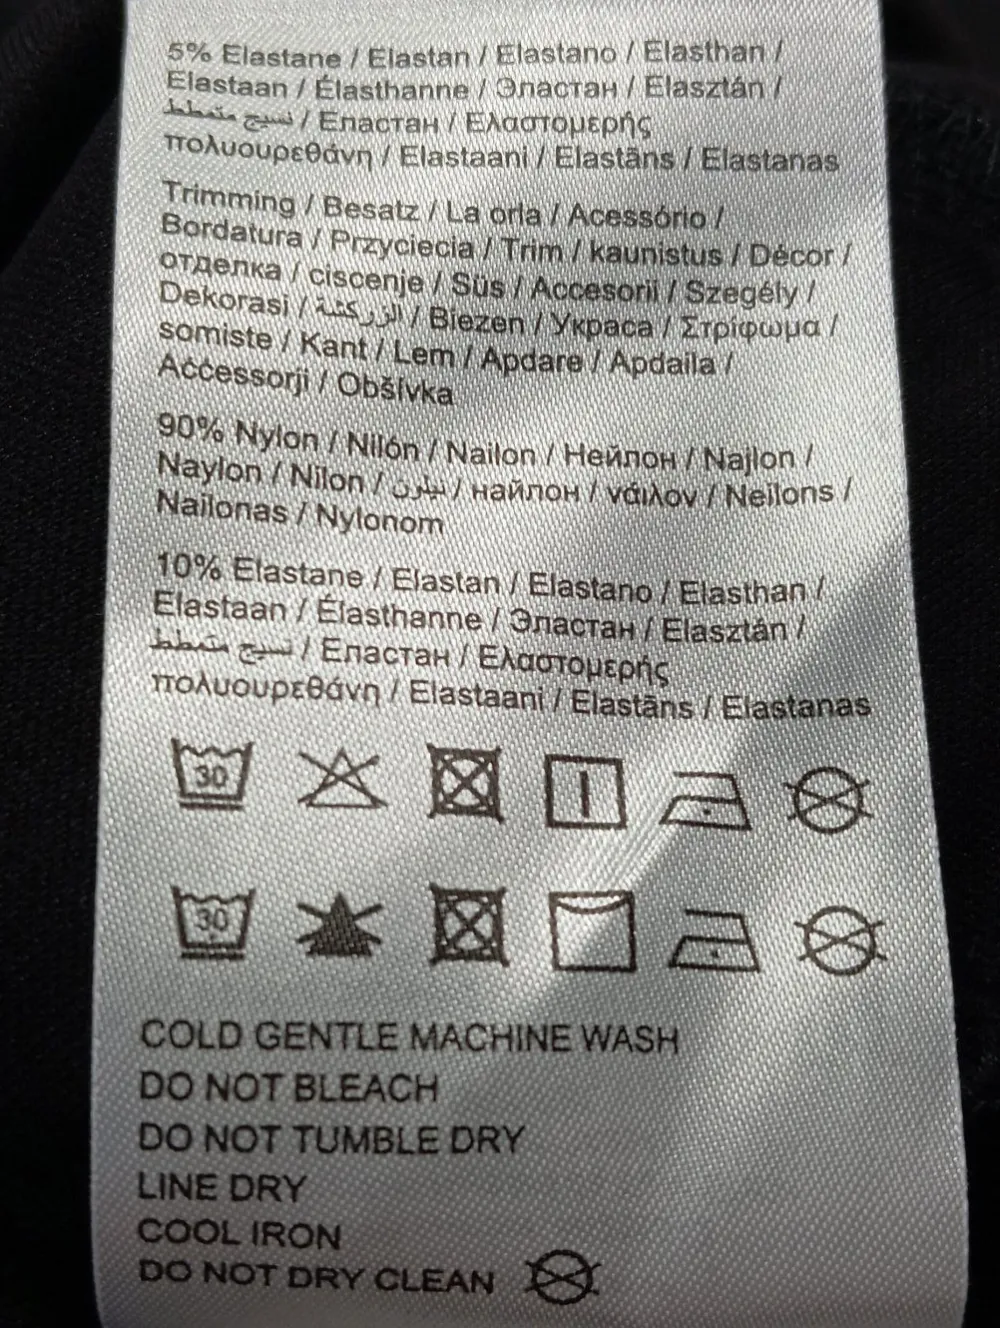 5% Elastane / Elastan / Elastano / Elasthan /
Elastaan / Élasthanne / Эластан / Elasztán /
نسيج متمطط / Еластан / Ελαστομερής
πολυουρεθάνη / Elastaani / Elastāns / Elastanas
Trimming / Besatz / La orla / Acessório /
Bordatura / Przyciecia / Trim / kaunistus / Décor /
отделка / ciscenje / Süs / Accesorii / Szegély /
Dekorasi / الزركشة / Biezen / Украса / Στρίφωμα /
somiste / Kant / Lem / Apdare / Apdaila /
Aċċessorji / Obšívka
90% Nylon / Nilón / Nailon / Нейлон / Najlon /
Naylon / Nilon / نيلون / найлон / νάιλον / Neilons /
Nailonas / Nylonom
10% Elastane / Elastan / Elastano / Elasthan /
Elastaan / Élasthanne / Эластан / Elasztán /
نسيج متمطط / Еластан / Ελαστομερής
πολυουρεθάνη / Elastaani / Elastāns / Elastanas
30
30
COLD GENTLE MACHINE WASH
DO NOT BLEACH
DO NOT TUMBLE DRY
LINE DRY
COOL IRON
DO NOT DRY CLEAN